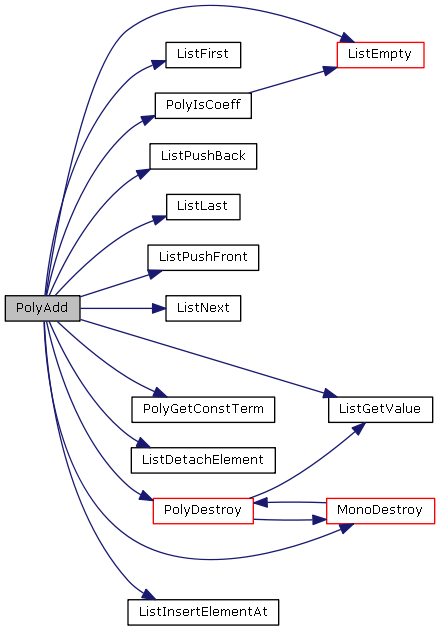 ListEmpty
ListFirst
PolyIsCoeff
ListPushBack
ListLast
ListPushFront
PolyAdd
ListNext
PolyGetConstTerm
ListGetValue
ListDetachElement
PolyDestroy
MonoDestroy
ListInsertElementAt